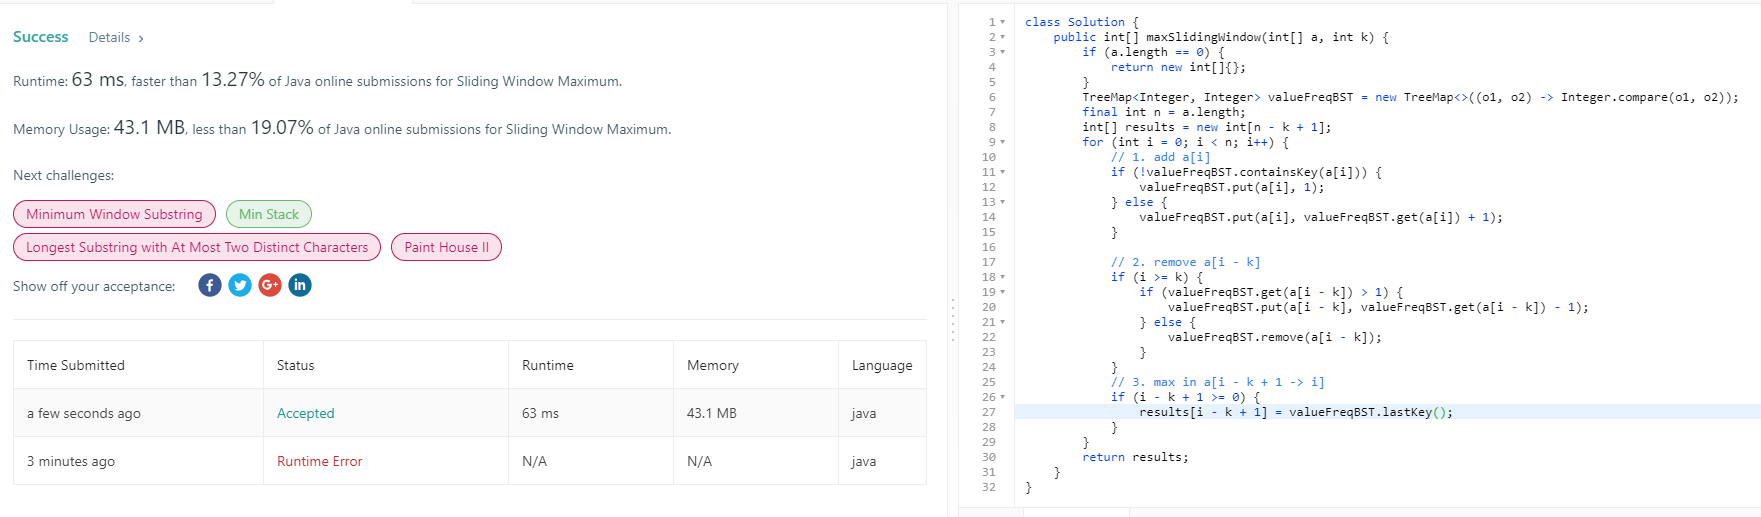 Success Details ›
Runtime: 63 ms, faster than 13.27% of Java online submissions for Sliding Window Maximum.
Memory Usage: 43.1 MB, less than 19.07% of Java online submissions for Sliding Window Maximum.
Next challenges:
Minimum Window Substring Min Stack
Longest Substring with At Most Two Distinct Characters Paint House II
Show off your acceptance: f G+ in
Time Submitted Status Runtime Memory Language
a few seconds ago Accepted 63 ms 43.1 MB java
3 minutes ago Runtime Error N/A N/A java
1 class Solution {
2     public int[] maxSlidingWindow(int[] a, int k) {
3         if (a.length == 0) {
4             return new int[]{};
5         }
6         TreeMap<Integer, Integer> valueFreqBST = new TreeMap<>((o1, o2) -> Integer.compare(o1, o2));
7         final int n = a.length;
8         int[] results = new int[n - k + 1];
9         for (int i = 0; i < n; i++) {
10             // 1. add a[i]
11             if (!valueFreqBST.containsKey(a[i])) {
12                 valueFreqBST.put(a[i], 1);
13             } else {
14                 valueFreqBST.put(a[i], valueFreqBST.get(a[i]) + 1);
15             }
16
17             // 2. remove a[i - k]
18             if (i >= k) {
19                 if (valueFreqBST.get(a[i - k]) > 1) {
20                     valueFreqBST.put(a[i - k], valueFreqBST.get(a[i - k]) - 1);
21                 } else {
22                     valueFreqBST.remove(a[i - k]);
23                 }
24             }
25             // 3. max in a[i - k + 1 -> i]
26             if (i - k + 1 >= 0) {
27                 results[i - k + 1] = valueFreqBST.lastKey();
28             }
29         }
30         return results;
31     }
32 }